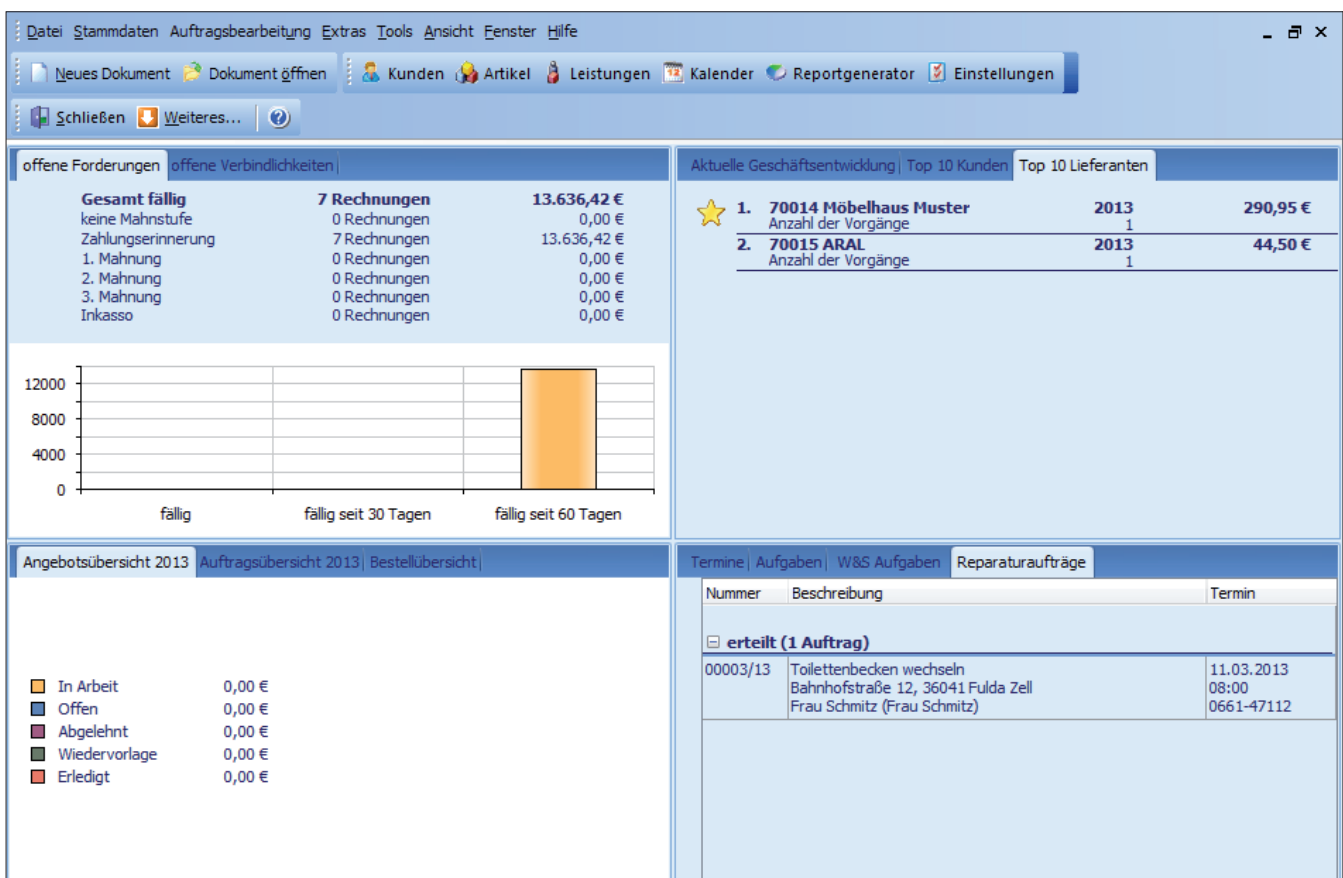 Datei Stammdaten Auftragsbearbeitung Extras Tools Ansicht Fenster Hilfe
Neues Dokument Dokument öffnen Kunden Artikel Leistungen 12 Kalender Reportgenerator Einstellungen
Schließen Weiteres... ?
offene Forderungen offene Verbindlichkeiten
Gesamt fällig 7 Rechnungen 13.636,42 €
keine Mahnstufe 0 Rechnungen 0,00 €
Zahlungserinnerung 7 Rechnungen 13.636,42 €
1. Mahnung 0 Rechnungen 0,00 €
2. Mahnung 0 Rechnungen 0,00 €
3. Mahnung 0 Rechnungen 0,00 €
Inkasso 0 Rechnungen 0,00 €
12000
8000
4000
0
fällig fällig seit 30 Tagen fällig seit 60 Tagen
Aktuelle Geschäftsentwicklung Top 10 Kunden Top 10 Lieferanten
1. 70014 Möbelhaus Muster 2013 290,95 €
Anzahl der Vorgänge 1
2. 70015 ARAL 2013 44,50 €
Anzahl der Vorgänge 1
Angebotsübersicht 2013 Auftragsübersicht 2013 Bestellübersicht
In Arbeit 0,00 €
Offen 0,00 €
Abgelehnt 0,00 €
Wiedervorlage 0,00 €
Erledigt 0,00 €
Termine Aufgaben W&S Aufgaben Reparaturaufträge
Nummer Beschreibung Termin
erteilt (1 Auftrag)
00003/13 Toilettenbecken wechseln 11.03.2013
Bahnhofstraße 12, 36041 Fulda Zell 08:00
Frau Schmitz (Frau Schmitz) 0661-47112